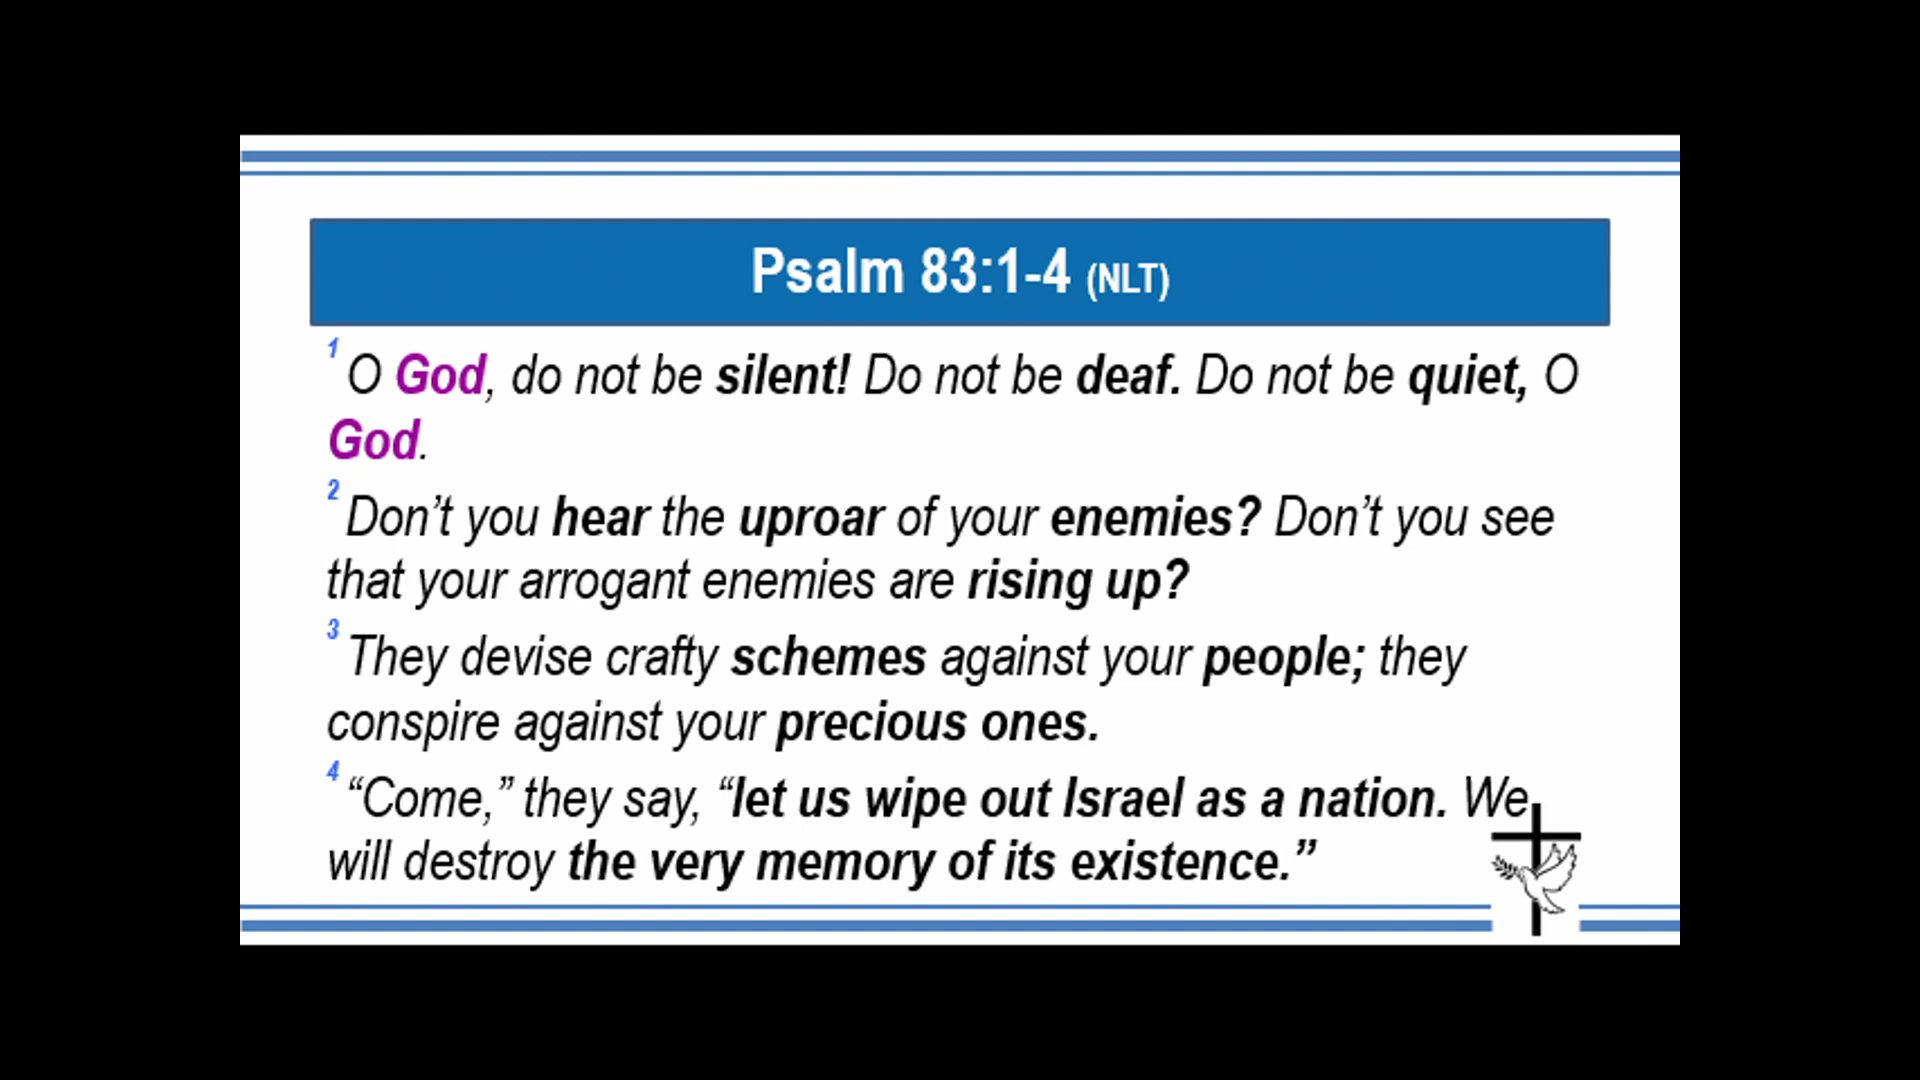 Psalm 83:1-4 (NLT)
1 O God, do not be silent! Do not be deaf. Do not be quiet, O
God.
2 Don’t you hear the uproar of your enemies? Don’t you see
that your arrogant enemies are rising up?
3 They devise crafty schemes against your people; they
conspire against your precious ones.
4 “Come,” they say, “let us wipe out Israel as a nation. We
will destroy the very memory of its existence.”